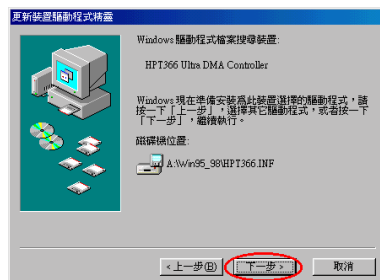 更新裝置驅動程式精靈
Windows 驅動程式檔案搜尋裝置:
HPT366 Ultra DMA Controller
Windows 現在準備安裝為此裝置選擇的驅動程式，請
按一下「上一步」，選擇其它驅動程式，或者按一下
「下一步」，繼續執行。
磁碟機位置:
A:\Win95_98\HPT366.INF
<上一步(B)
下一步>
取消